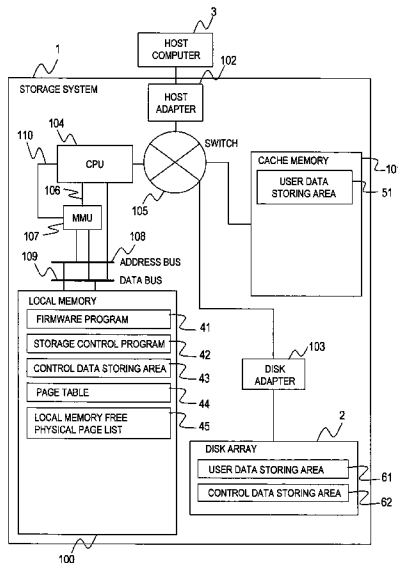 3
HOST
COMPUTER
1
102
STORAGE SYSTEM
HOST
ADAPTER
104
110
CPU
SWITCH
106
105
MMU
107
108
109
ADDRESS BUS
DATA BUS
CACHE MEMORY
10
USER DATA
STORING AREA
51
LOCAL MEMORY
FIRMWARE PROGRAM
41
STORAGE CONTROL PROGRAM
42
CONTROL DATA STORING AREA
43
PAGE TABLE
44
LOCAL MEMORY FREE
PHYSICAL PAGE LIST
45
100
103
DISK
ADAPTER
2
DISK ARRAY
USER DATA STORING AREA
61
CONTROL DATA STORING AREA
62